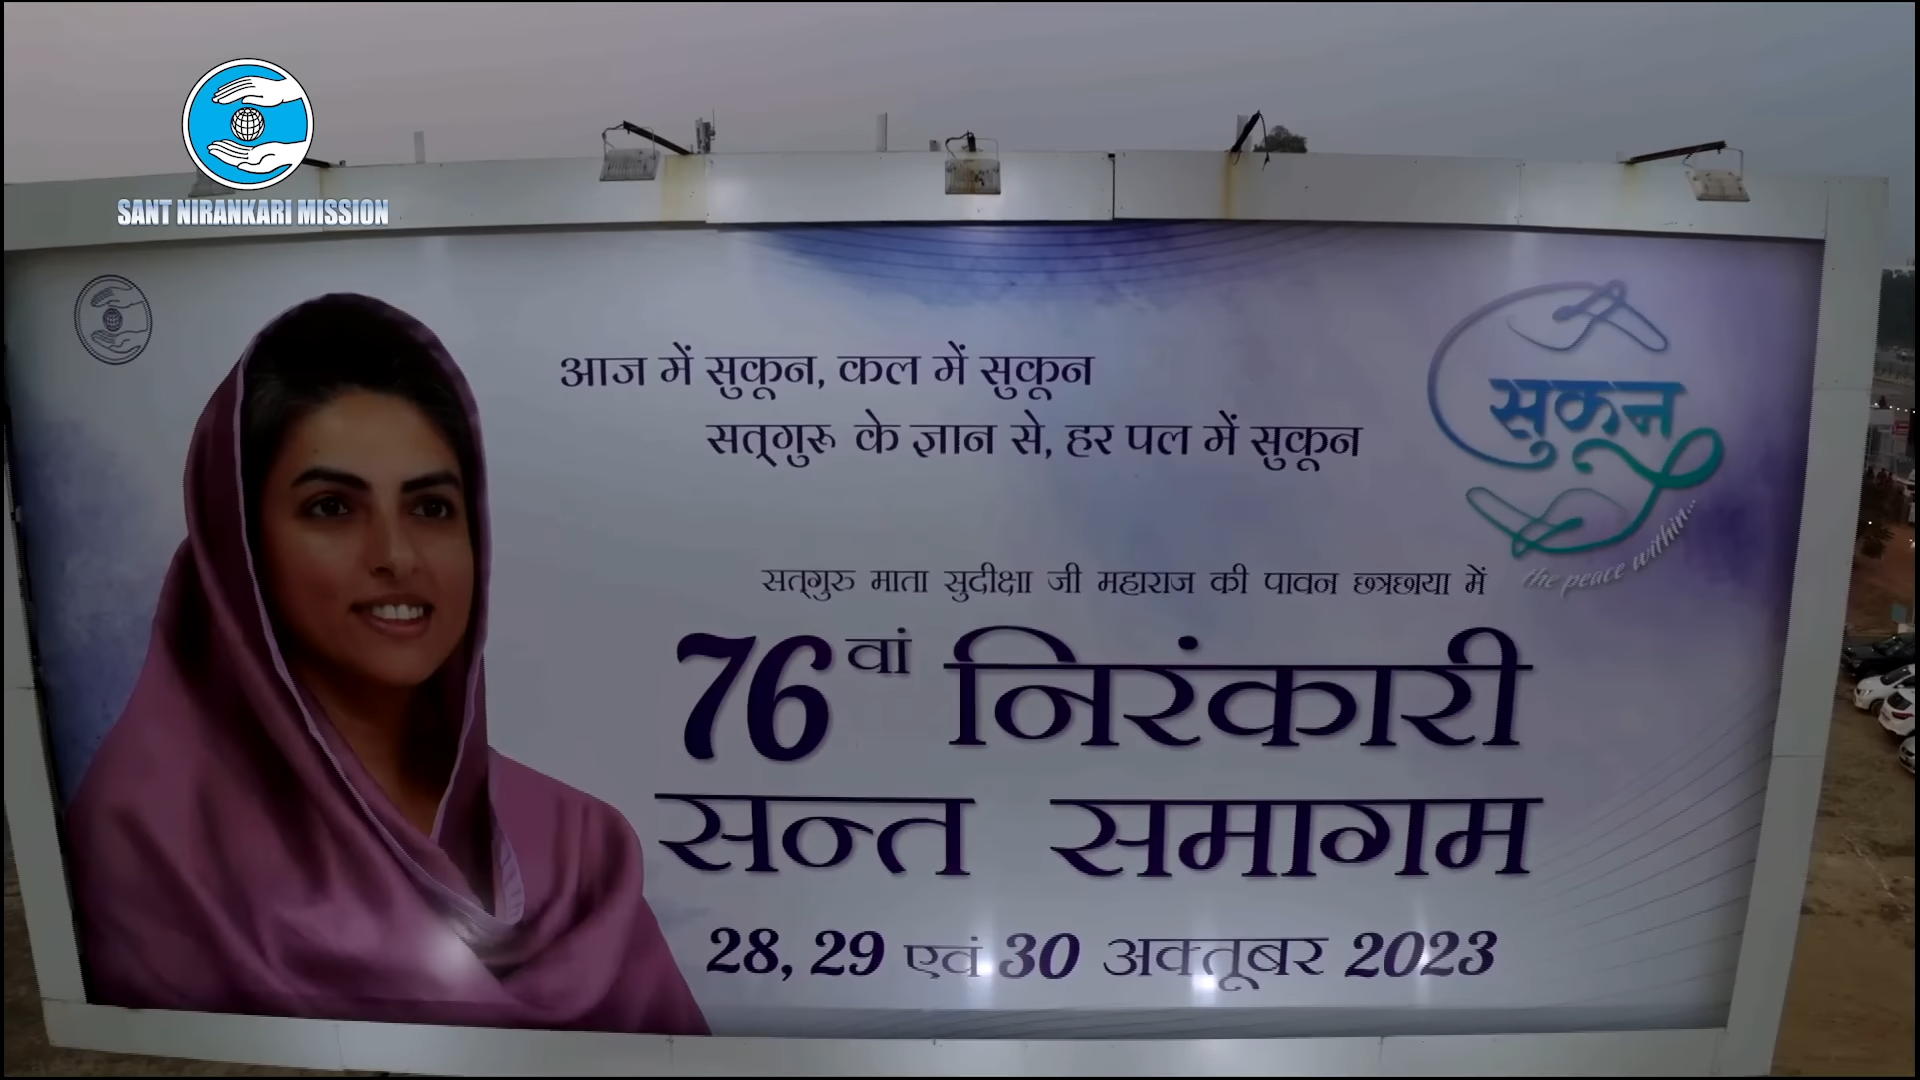 SANT NIRANKARI MISSION
आज में सुकून, कल में सुकून
सत्‌गुरु के ज्ञान से, हर पल में सुकून
सुकून
the peace within...
सत्‌गुरु माता सुदीक्षा जी महाराज की पावन छत्रछाया में
76वां निरंकारी
सन्त समागम
28, 29 एवं 30 अक्तूबर 2023